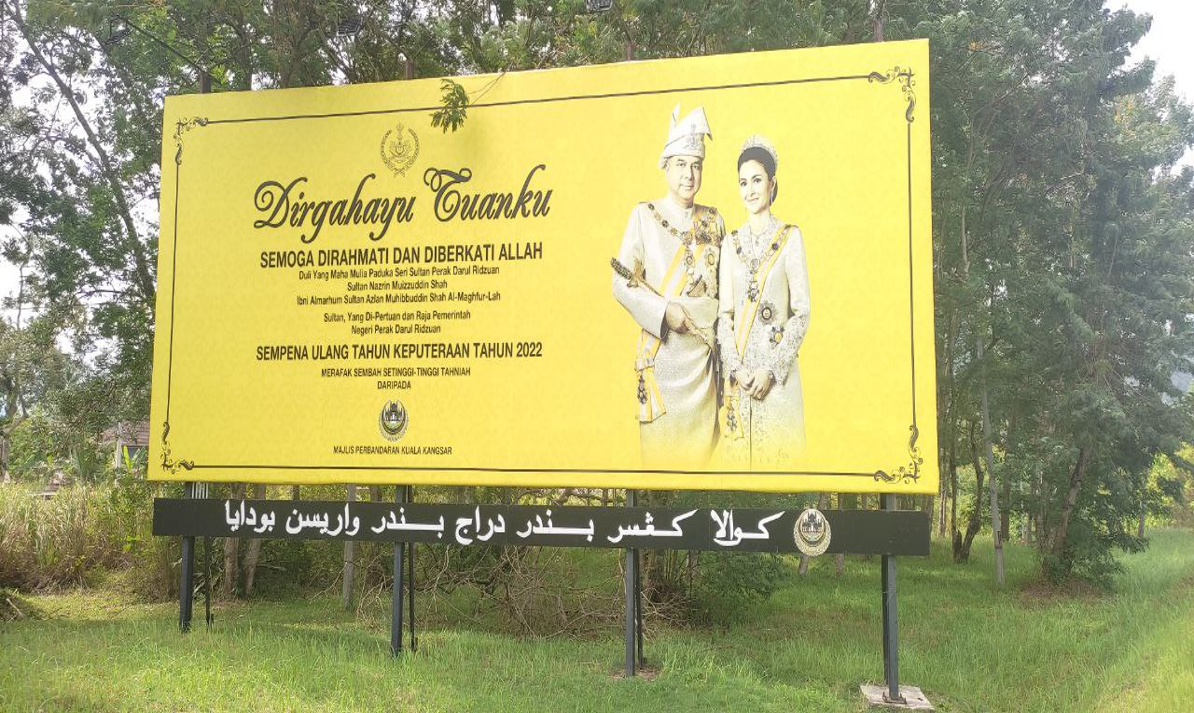 Dirgahayu Tuanku
SEMOGA DIRAHMATI DAN DIBERKATI ALLAH
Duli Yang Maha Mulia Paduka Seri Sultan Perak Darul Ridzuan
Sultan Nazrin Muizzuddin Shah
Ibni Almarhum Sultan Azlan Muhibbuddin Shah Al-Maghfur-Lah
Sultan, Yang Di-Pertuan dan Raja Pemerintah
Negeri Perak Darul Ridzuan
SEMPENA ULANG TAHUN KEPUTERAAN TAHUN 2022
MERAFAK SEMBAH SETINGGI-TINGGI TAHNIAH
DARIPADA
MAJLIS PERBANDARAN KUALA KANGSAR
كوالا كڠسر بندر دراج بندر واريسن بودايا